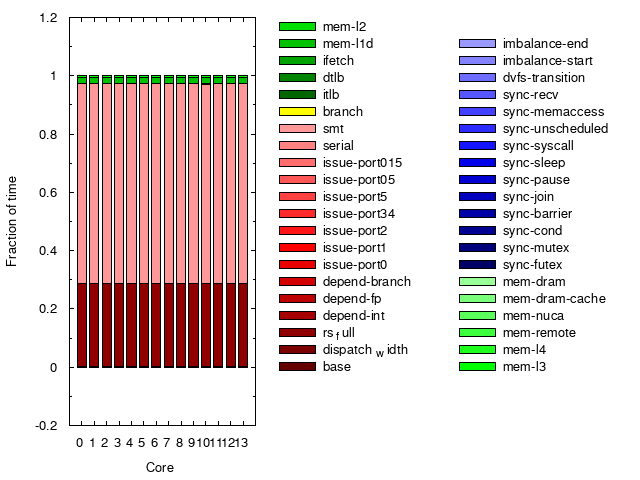 1.2
1
0.8
0.6
0.4
0.2
0
-0.2
Fraction of time
0 1 2 3 4 5 6 7 8 9 10 11 12 13
Core
mem-l2
mem-l1d
ifetch
dtlb
itlb
branch
smt
serial
issue-port015
issue-port05
issue-port5
issue-port34
issue-port2
issue-port1
issue-port0
depend-branch
depend-fp
depend-int
rs f ull
dispatch w idth
base
imbalance-end
imbalance-start
dvfs-transition
sync-recv
sync-memaccess
sync-unscheduled
sync-syscall
sync-sleep
sync-pause
sync-join
sync-barrier
sync-cond
sync-mutex
sync-futex
mem-dram
mem-dram-cache
mem-nuca
mem-remote
mem-l4
mem-l3